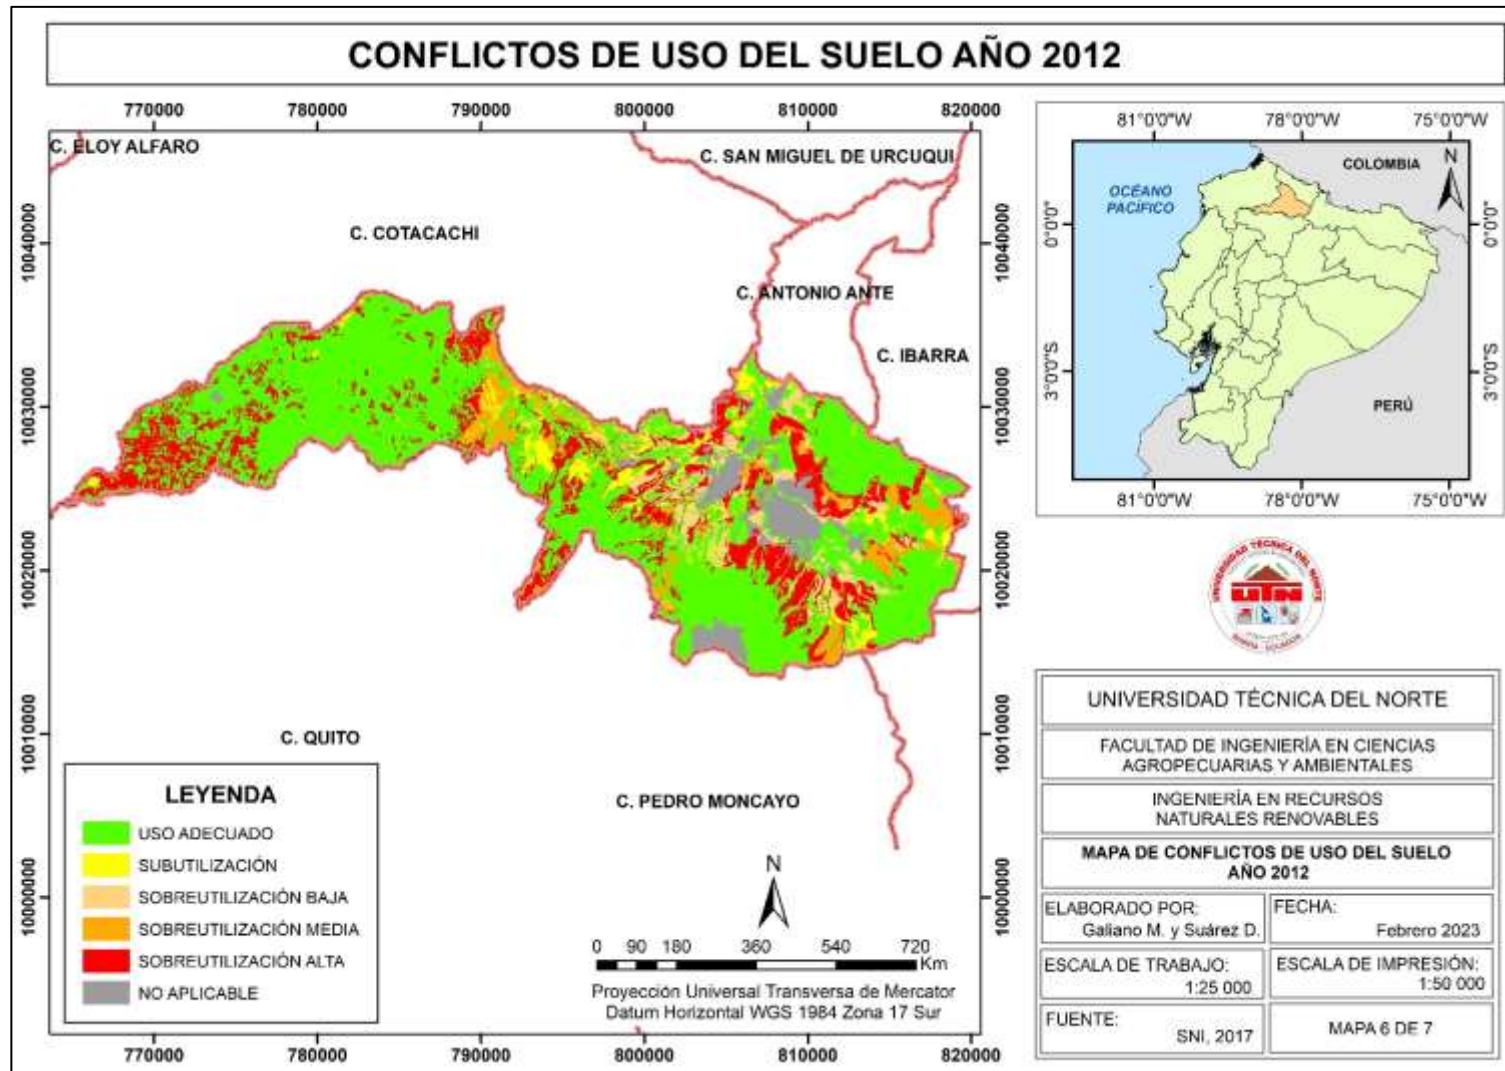 CONFLICTOS DE USO DEL SUELO AÑO 2012
770000 780000 790000 800000 810000 820000
C. ELOY ALFARO
C. SAN MIGUEL DE URCUQUI
C. COTACACHI
C. ANTONIO ANTE
C. IBARRA
C. QUITO
C. PEDRO MONCAYO
10040000 10040000
10030000 10030000
10020000 10020000
10010000 10010000
10000000 10000000
LEYENDA
USO ADECUADO
SUBUTILIZACIÓN
SOBREUTILIZACIÓN BAJA
SOBREUTILIZACIÓN MEDIA
SOBREUTILIZACIÓN ALTA
NO APLICABLE
N
0 90 180 360 540 720
Km
Proyección Universal Transversa de Mercator
Datum Horizontal WGS 1984 Zona 17 Sur
770000 780000 790000 800000 810000 820000
81°0'0"W 78°0'0"W 75°0'0"W
COLOMBIA
N
OCÉANO
PACÍFICO
0°0'0" 0°0'0"
3°0'0"S 3°0'0"S
PERÚ
81°0'0"W 78°0'0"W 75°0'0"W
UNIVERSIDAD TÉCNICA DEL NORTE
UTN
IBARRA - ECUADOR
UNIVERSIDAD TÉCNICA DEL NORTE
FACULTAD DE INGENIERÍA EN CIENCIAS
AGROPECUARIAS Y AMBIENTALES
INGENIERÍA EN RECURSOS
NATURALES RENOVABLES
MAPA DE CONFLICTOS DE USO DEL SUELO
AÑO 2012
ELABORADO POR:
Galiano M. y Suárez D.
FECHA:
Febrero 2023
ESCALA DE TRABAJO:
1:25 000
ESCALA DE IMPRESIÓN:
1:50 000
FUENTE:
SNI, 2017
MAPA 6 DE 7